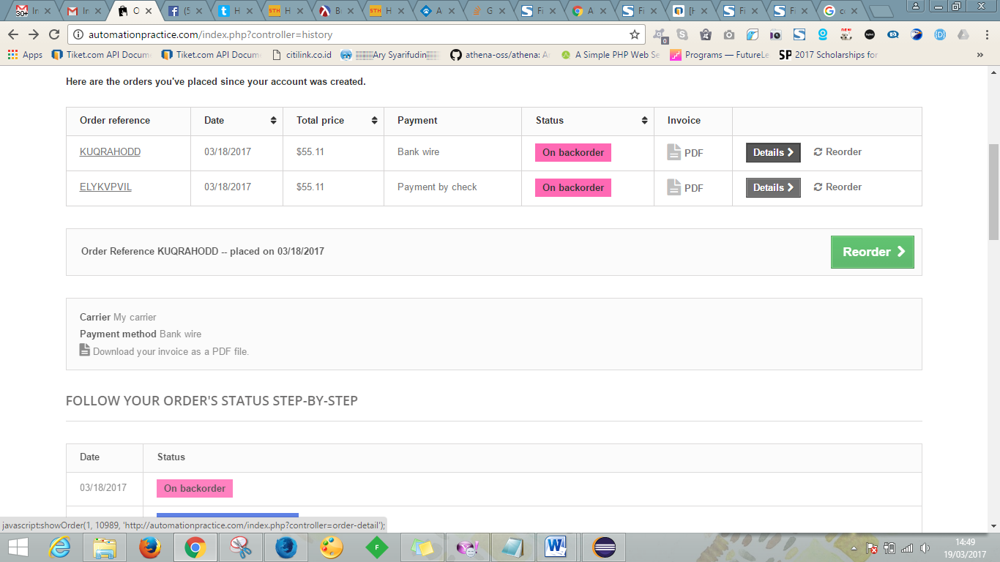 In
In
O
(5
H
H
B
H
A
G
Fi
A
Fi
[H
Fi
Fi
automationpractice.com/index.php?controller=history
0
Apps
Tiket.com API Docum
Tiket.com API Docum
citilink.co.id
Ary Syarifudin
athena-oss/athena: A
A Simple PHP Web Se
Programs — FutureLe
2017 Scholarships for
»
Here are the orders you've placed since your account was created.
Order reference Date Total price Payment Status Invoice
KUQRAHODD 03/18/2017 $55.11 Bank wire On backorder PDF Details Reorder
ELYKVPVIL 03/18/2017 $55.11 Payment by check On backorder PDF Details Reorder
Order Reference KUQRAHODD -- placed on 03/18/2017 Reorder
Carrier My carrier
Payment method Bank wire
Download your invoice as a PDF file.
FOLLOW YOUR ORDER'S STATUS STEP-BY-STEP
Date Status
03/18/2017 On backorder
javascript:showOrder(1, 10989, 'http://automationpractice.com/index.php?controller=order-detail');
14:49
19/03/2017